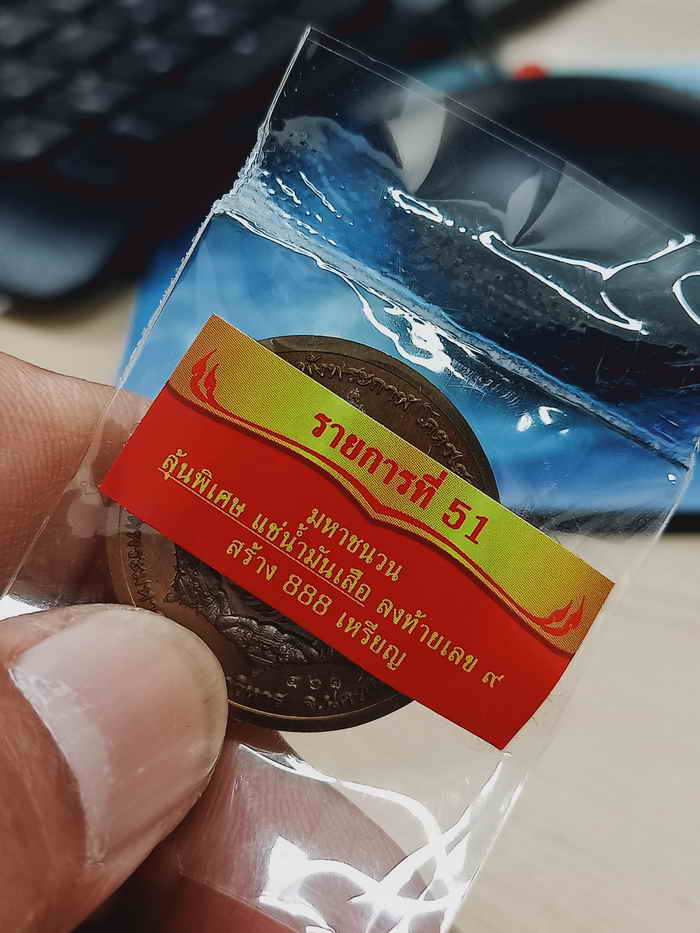 รายการที่ 51
มหาชนวน
ลุ้นพิเศษ แช่น้ำมันเสือ ลงท้ายเลข ๙
สร้าง 888 เหรียญ